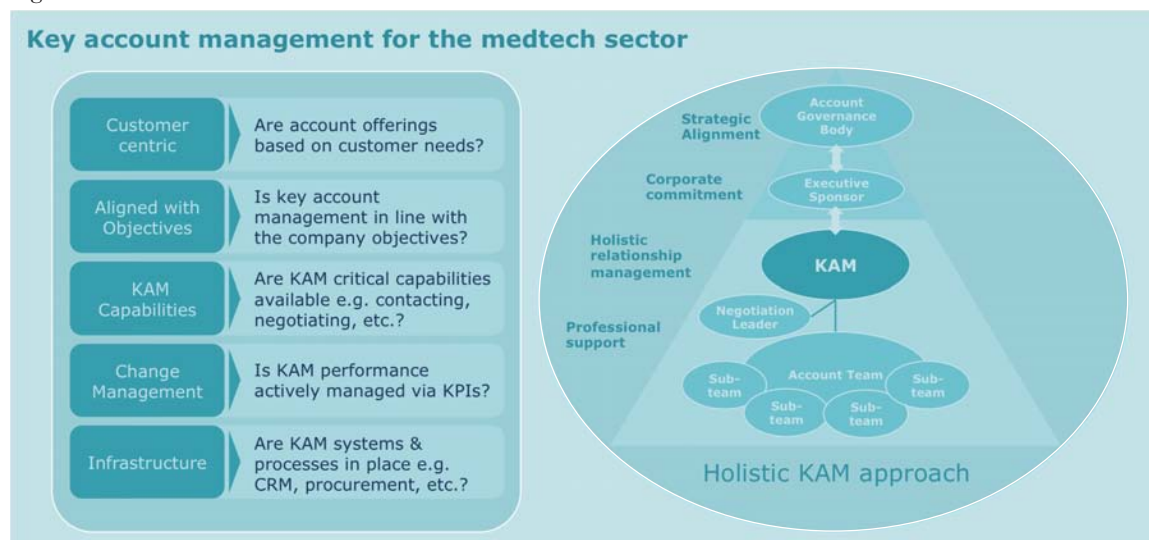 Key account management for the medtech sector
Customer
centric
Are account offerings
based on customer needs?
Aligned with
Objectives
Is key account
management in line with
the company objectives?
KAM
Capabilities
Are KAM critical capabilities
available e.g. contacting,
negotiating, etc.?
Change
Management
Is KAM performance
actively managed via KPIs?
Infrastructure
Are KAM systems &
processes in place e.g.
CRM, procurement, etc.?
Strategic
Alignment
Account
Governance
Body
Corporate
commitment
Executive
Sponsor
Holistic
relationship
management
KAM
Negotiation
Leader
Professional
support
Account Team
Sub-
team
Sub-
team
Sub-
team
Sub-
team
Holistic KAM approach